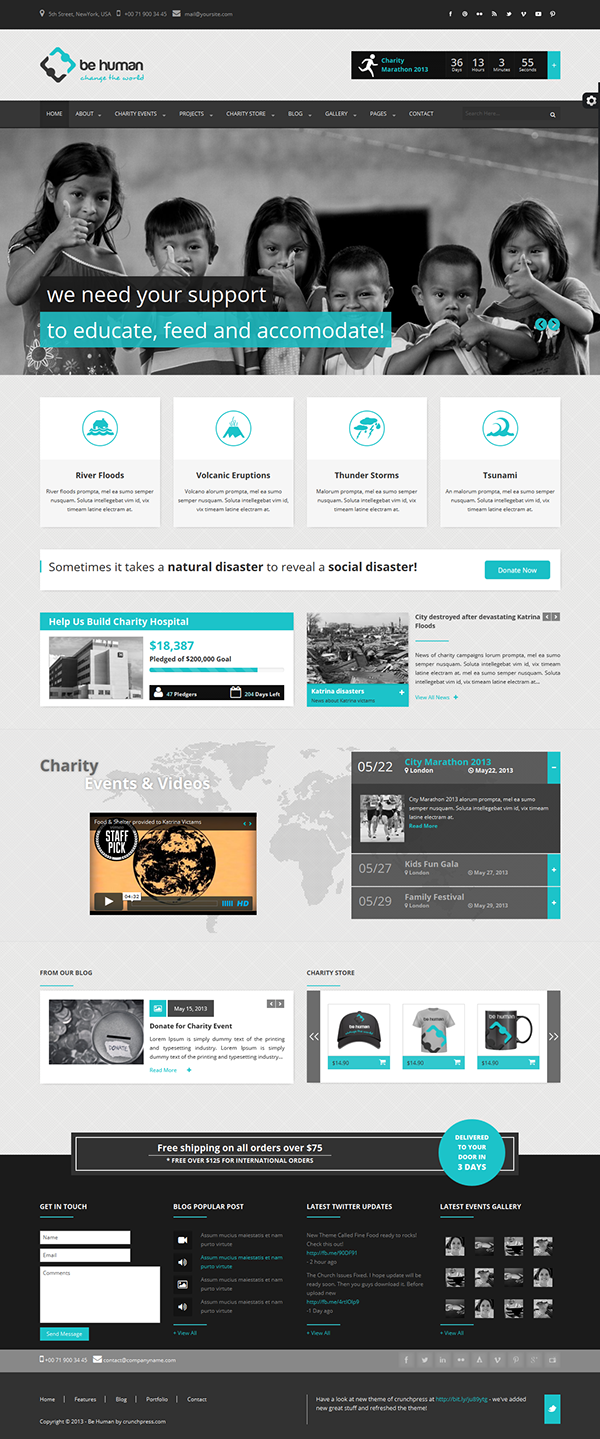 5th Street, NewYork, USA +00 71 900 34 45 mail@yoursite.com
be human
change the world
Charity
Marathon 2013
36 13 3 55
Days Hours Minutes Seconds
+
HOME ABOUT CHARITY EVENTS PROJECTS CHARITY STORE BLOG GALLERY PAGES CONTACT Search Here...
we need your support
to educate, feed and accomodate!
River Floods
River floods prompta, mel ea sumo semper
nusquam. Soluta intellegebat vim id, vix
timeam latine electram at.
Volcanic Eruptions
Volcano alorum prompta, mel ea sumo
semper nusquam. Soluta intellegebat vim id, vix
timeam latine electram at.
Thunder Storms
Malorum prompta, mel ea sumo semper
nusquam. Soluta intellegebat vim id, vix
timeam latine electram at.
Tsunami
An malorum prompta, mel ea sumo semper
nusquam. Soluta intellegebat vim id, vix
timeam latine electram at.
Sometimes it takes a natural disaster to reveal a social disaster!
Donate Now
Help Us Build Charity Hospital
$18,387
Pledged of $200,000 Goal
47 Pledgers 204 Days Left
Katrina disasters +
News about Katrina victams
City destroyed after devastating Katrina
Floods
News of charity campaigns lorum prompta, mel ea
sumo semper nusquam. Soluta intellegebat vim id, vix
timeam latine electram at. Soluta intellegebat vim id, vix
timeam latine electram at...
View All News +
Charity
Events & Videos
Food & Shelter provided to Katrina Victams
STAFF
PICK
04:32
HD
05/22 City Marathon 2013
London May22, 2013
City Marathon 2013 alorum prompta, mel ea sumo
semper nusquam. Soluta intellegebat vim id, vix timeam
latine electram at.
Read More
05/27 Kids Fun Gala
London May 27, 2013
05/29 Family Festival
London May 29, 2013
FROM OUR BLOG
DONATE
May 15, 2013
Donate for Charity Event
Lorem Ipsum is simply dummy text of the printing
and typesetting industry. Lorem Ipsum is simply
dummy text of the printing and typesetting industry...
Read More +
CHARITY STORE
be human
be human
be human
$14.90 $14.90 $14.90
Free shipping on all orders over $75
* FREE OVER $125 FOR INTERNATIONAL ORDERS
DELIVERED
TO YOUR
DOOR IN
3 DAYS
GET IN TOUCH
Name
Email
Comments
Send Message
BLOG POPULAR POST
Assum mucius maiestatis et nam
purto virtute
Assum mucius maiestatis et nam
purto virtute
Assum mucius maiestatis et nam
purto virtute
Assum mucius maiestatis et nam
purto virtute
+ View All
LATEST TWITTER UPDATES
New Theme Called Fine Food ready to rocks!
Check this out!
http://fb.me/90DF91
- 2 hour ago
The Church Issues Fixed. I hope update will be
ready soon. Then you guys download it. Before
upload new
-1 Day ago
+ View All
LATEST EVENTS GALLERY
+ View All
+00 71 900 34 45 contact@companyname.com
Home | Features | Blog | Portfolio | Contact
Copyright © 2013 - Be Human by crunchpress.com
Have a look at new theme of crunchpress at http://bit.ly/ju89ytg - we've added
new great stuff and refreshed the theme!